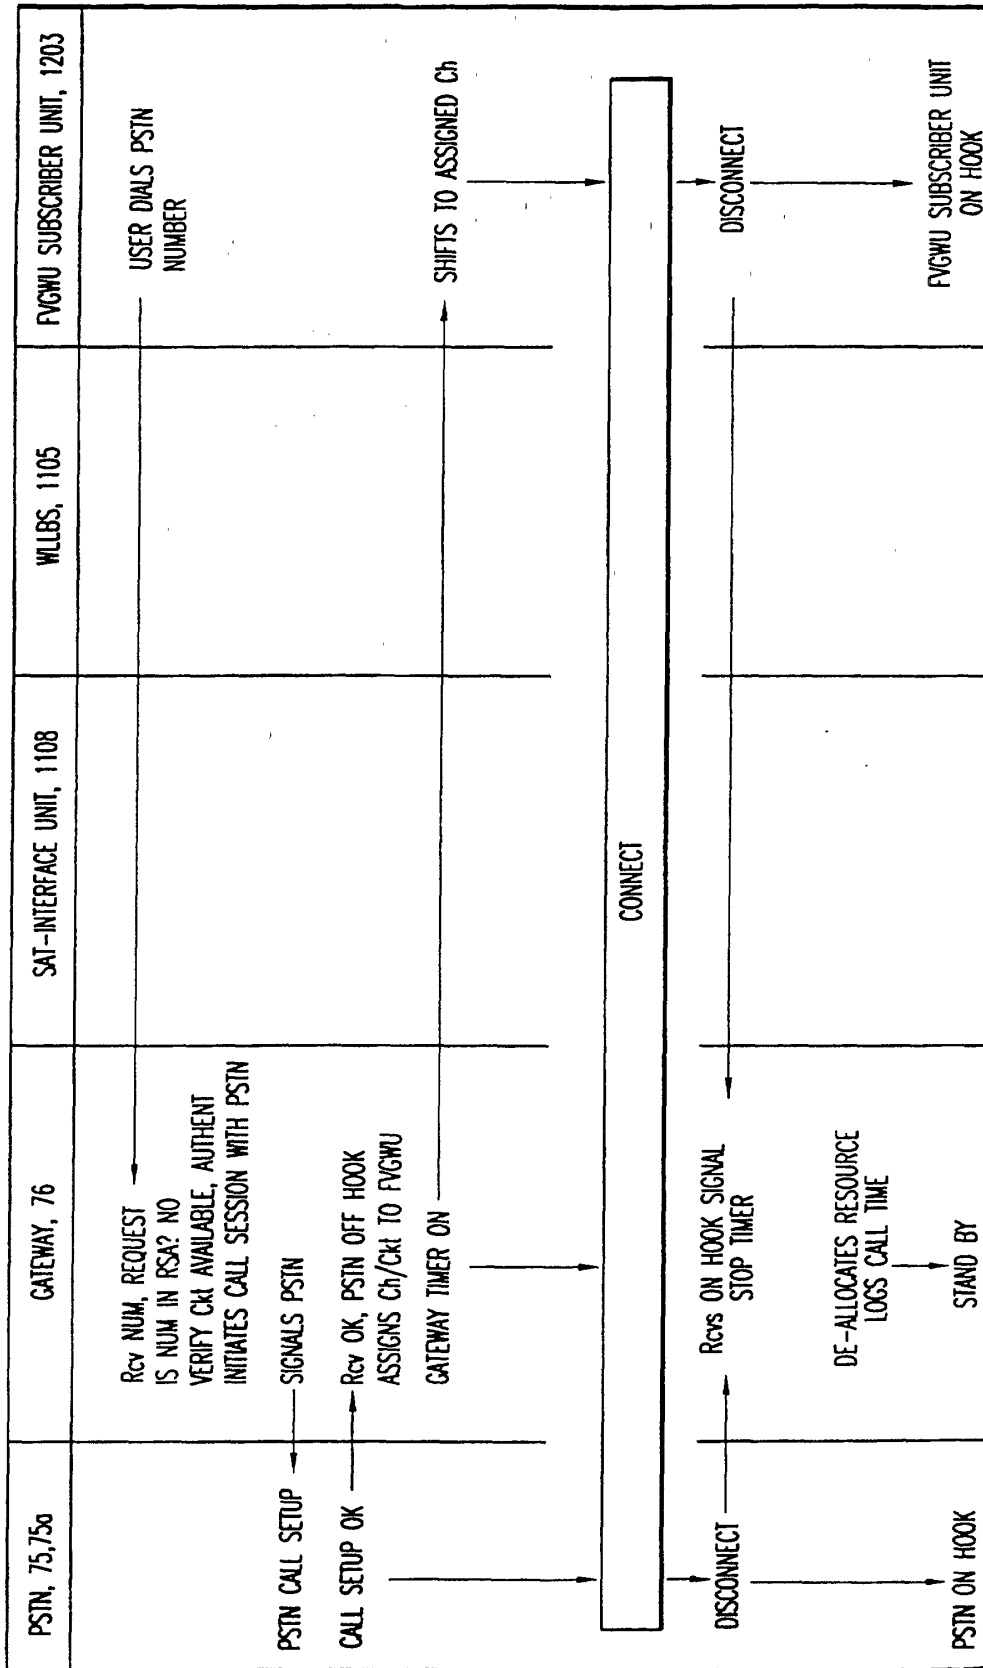 PSTN, 75,75a
GATEWAY, 76
SAT-INTERFACE UNIT, 1108
WLLBS, 1105
FVGWU SUBSCRIBER UNIT, 1203
USER DIALS PSTN
NUMBER
Rcv NUM, REQUEST
IS NUM IN RSA? NO
VERIFY Ckt AVAILABLE, AUTHENT
INITIATES CALL SESSION WITH PSTN
SIGNALS PSTN
PSTN CALL SETUP
CALL SETUP OK
Rcv OK, PSTN OFF HOOK
ASSIGNS Ch/Ckt TO FVGWU
GATEWAY TIMER ON
SHIFTS TO ASSIGNED Ch
CONNECT
DISCONNECT
Rcvs ON HOOK SIGNAL
STOP TIMER
DISCONNECT
DE-ALLOCATES RESOURCE
LOGS CALL TIME
PSTN ON HOOK
STAND BY
FVGWU SUBSCRIBER UNIT
ON HOOK